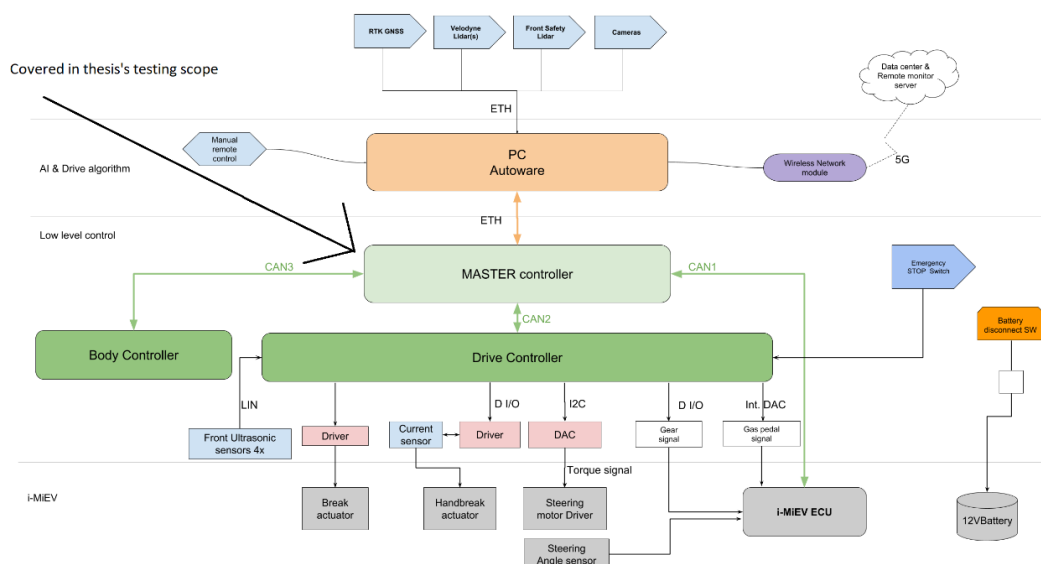 RTK GNSS
Velodyne
Lidar(s)
Front Safety
Lidar
Cameras
Covered in thesis's testing scope
Data center &
Remote monitor
server
ETH
Manual
remote
control
AI & Drive algorithm
PC
Autoware
Wireless Network
module
5G
ETH
Low level control
CAN3
MASTER controller
CAN1
Emergency
STOP Switch
CAN2
Battery
disconnect SW
Body Controller
Drive Controller
LIN
D I/O
I2C
D I/O
Int. DAC
Front Ultrasonic
sensors 4x
Driver
Current
sensor
Driver
DAC
Gear
signal
Gas pedal
signal
Torque signal
i-MiEV
Break
actuator
Handbreak
actuator
Steering
motor Driver
i-MiEV ECU
12VBattery
Steering
Angle sensor